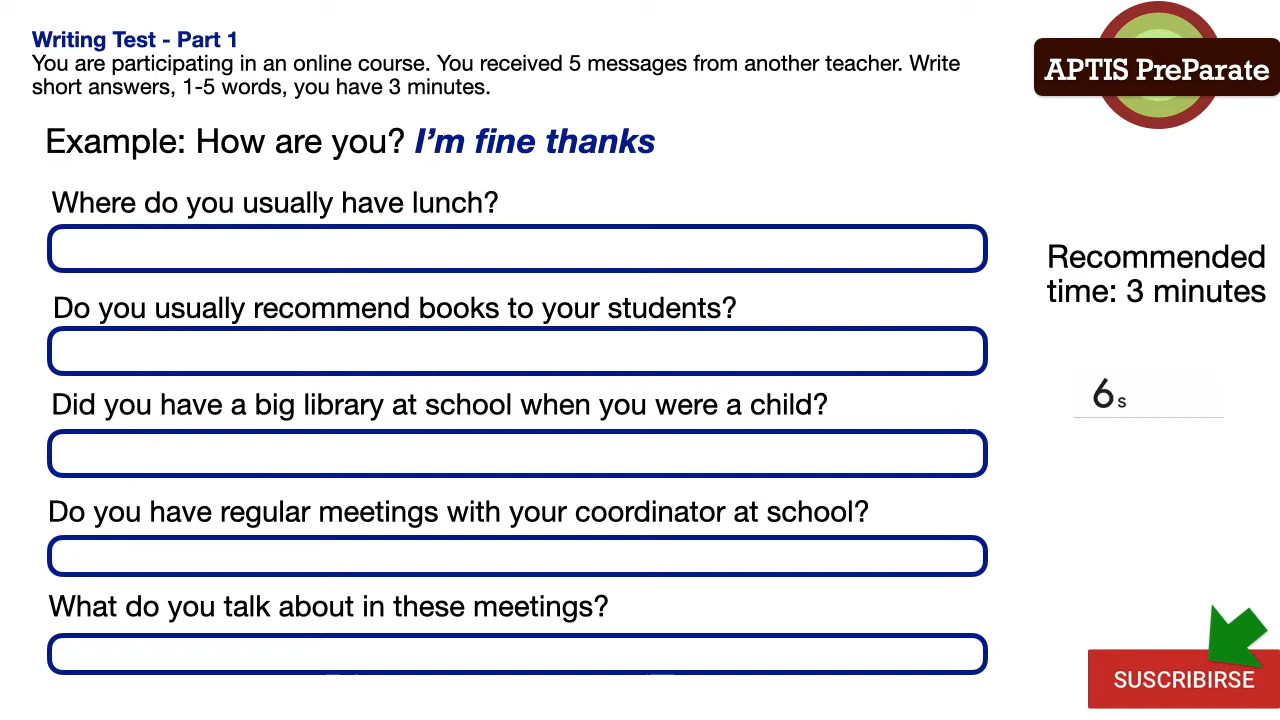 Writing Test - Part 1
You are participating in an online course. You received 5 messages from another teacher. Write
short answers, 1-5 words, you have 3 minutes.
APTIS PreParate
Example: How are you? I'm fine thanks
Where do you usually have lunch?
Recommended
time: 3 minutes
Do you usually recommend books to your students?
6s
Did you have a big library at school when you were a child?
Do you have regular meetings with your coordinator at school?
What do you talk about in these meetings?
SUSCRIBIRSE